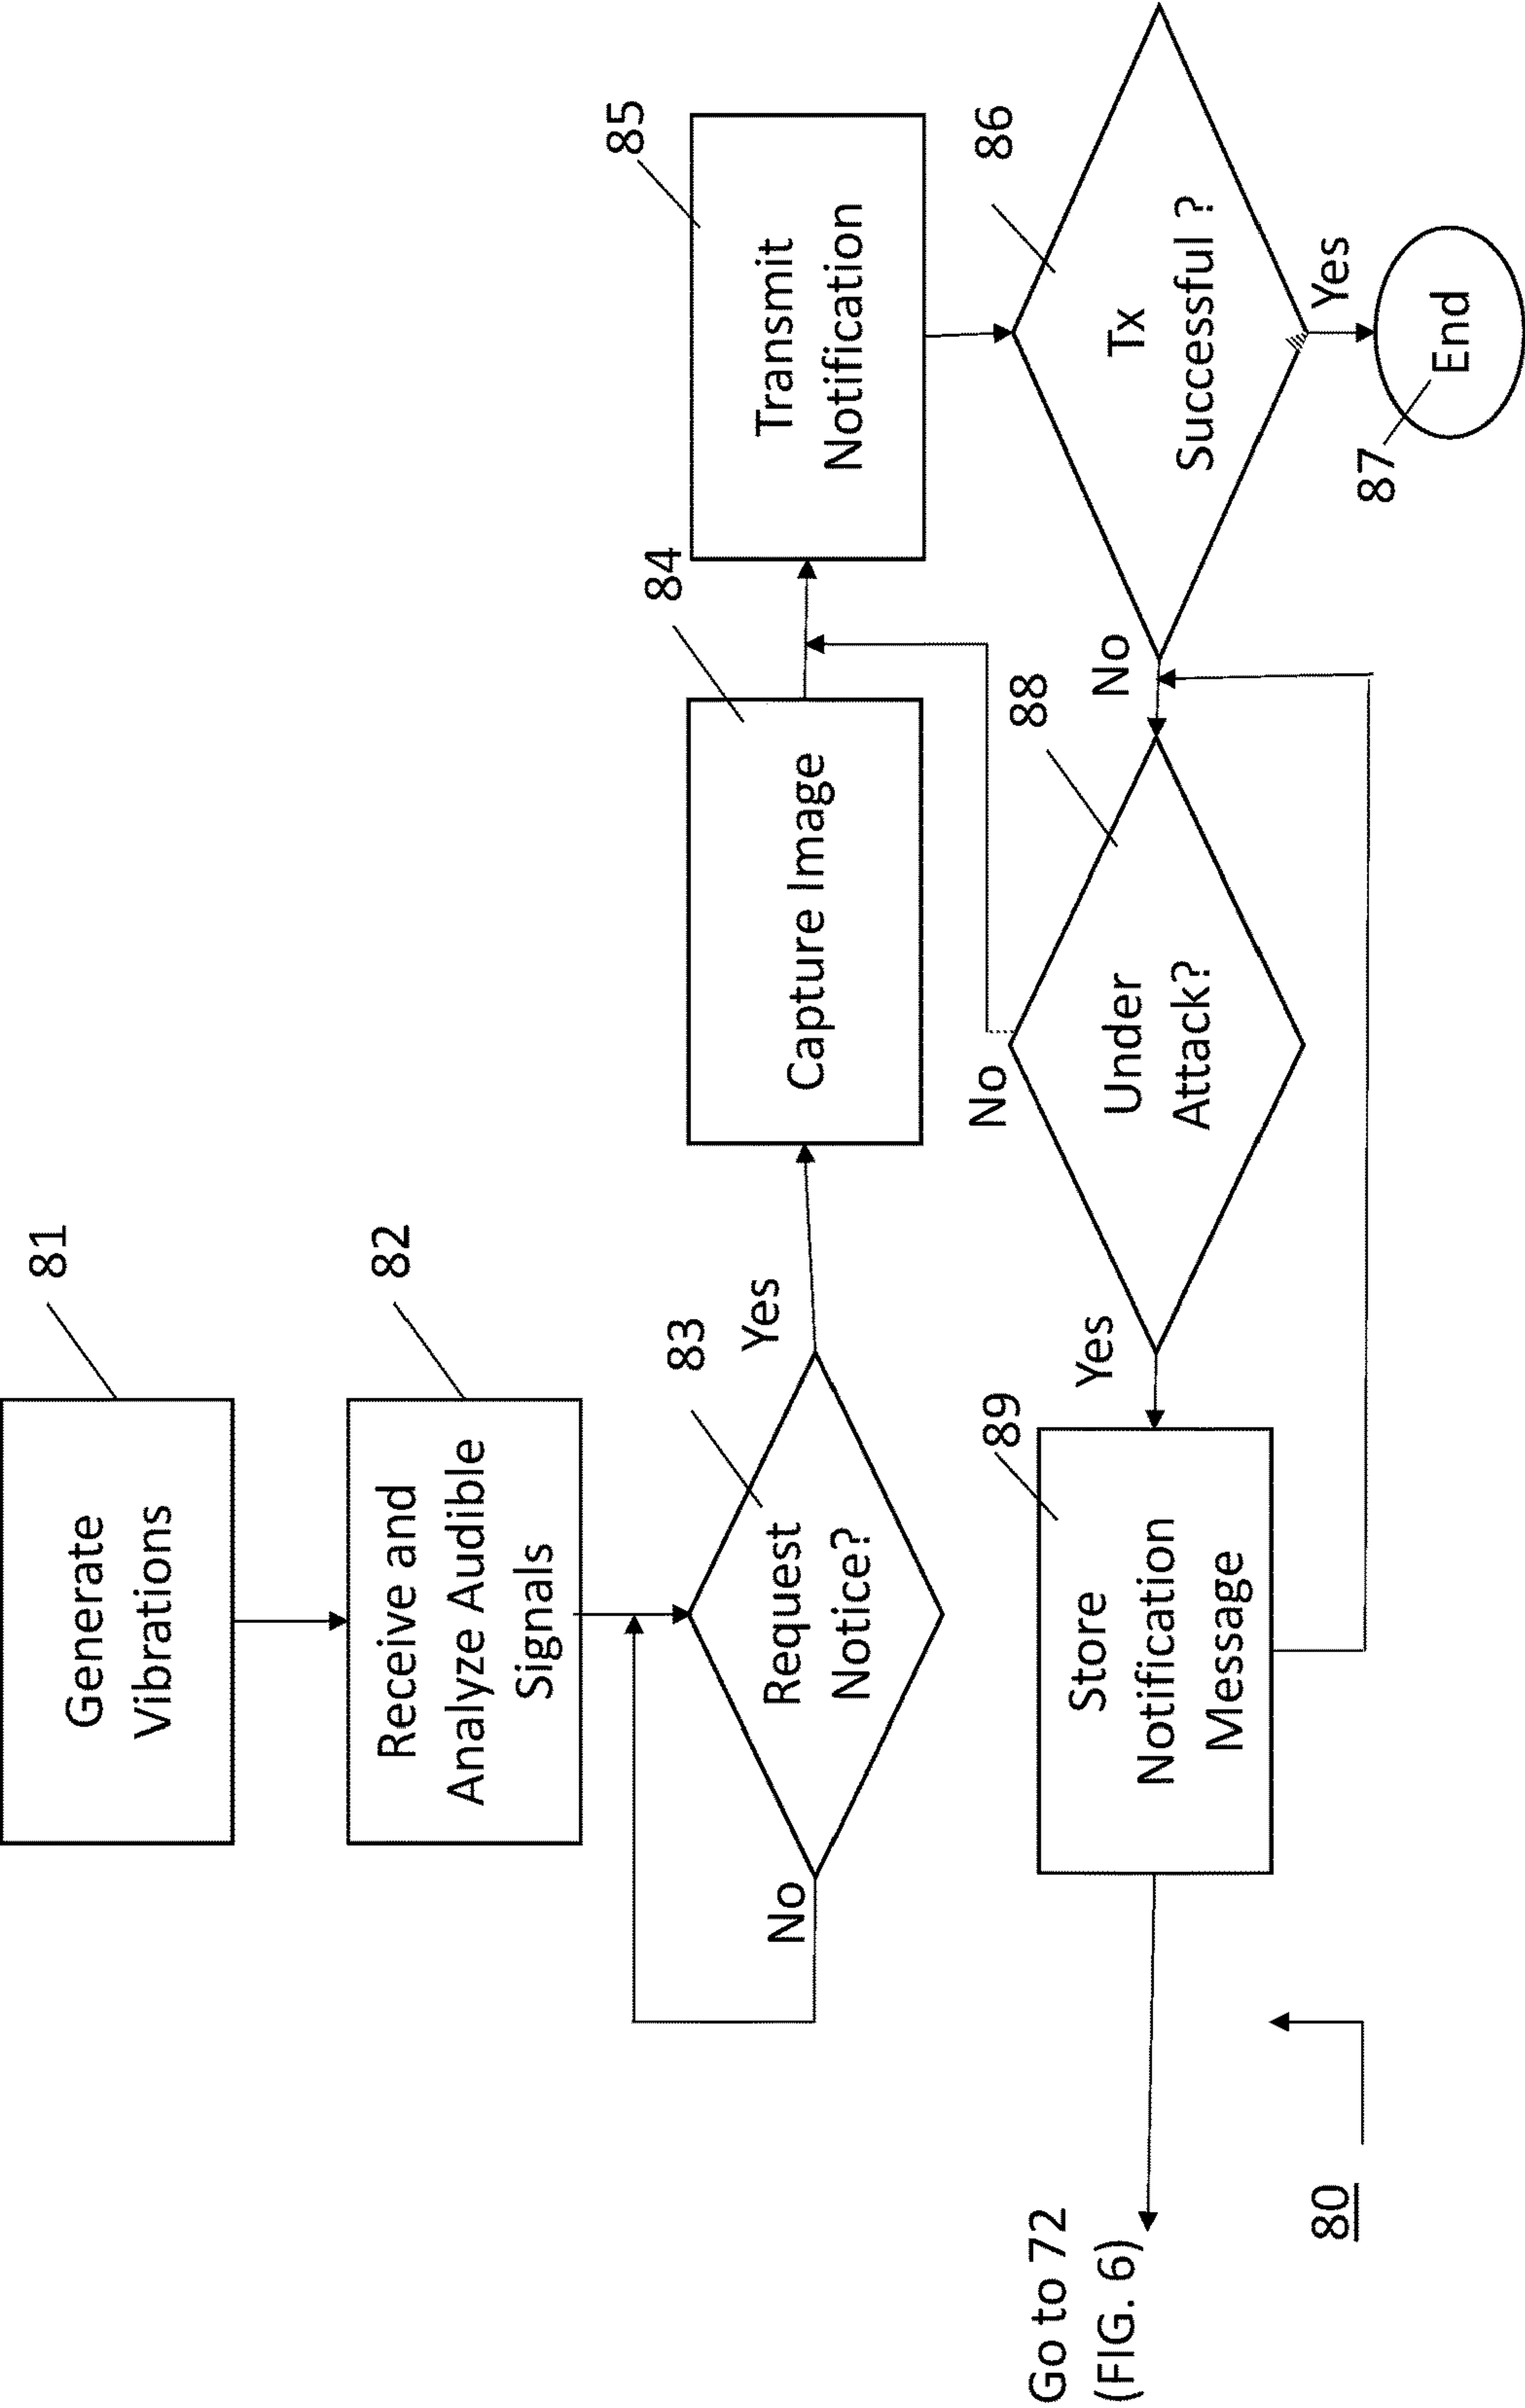 81
Generate
Vibrations
82
Receive and
Analyze Audible
Signals
83
Request
Notice?
Yes
No
84
Capture Image
85
Transmit
Notification
86
Tx
Successful ?
Yes
87
End
No
88
Under
Attack?
No
Yes
89
Store
Notification
Message
Go to 72
(FIG. 6)
80